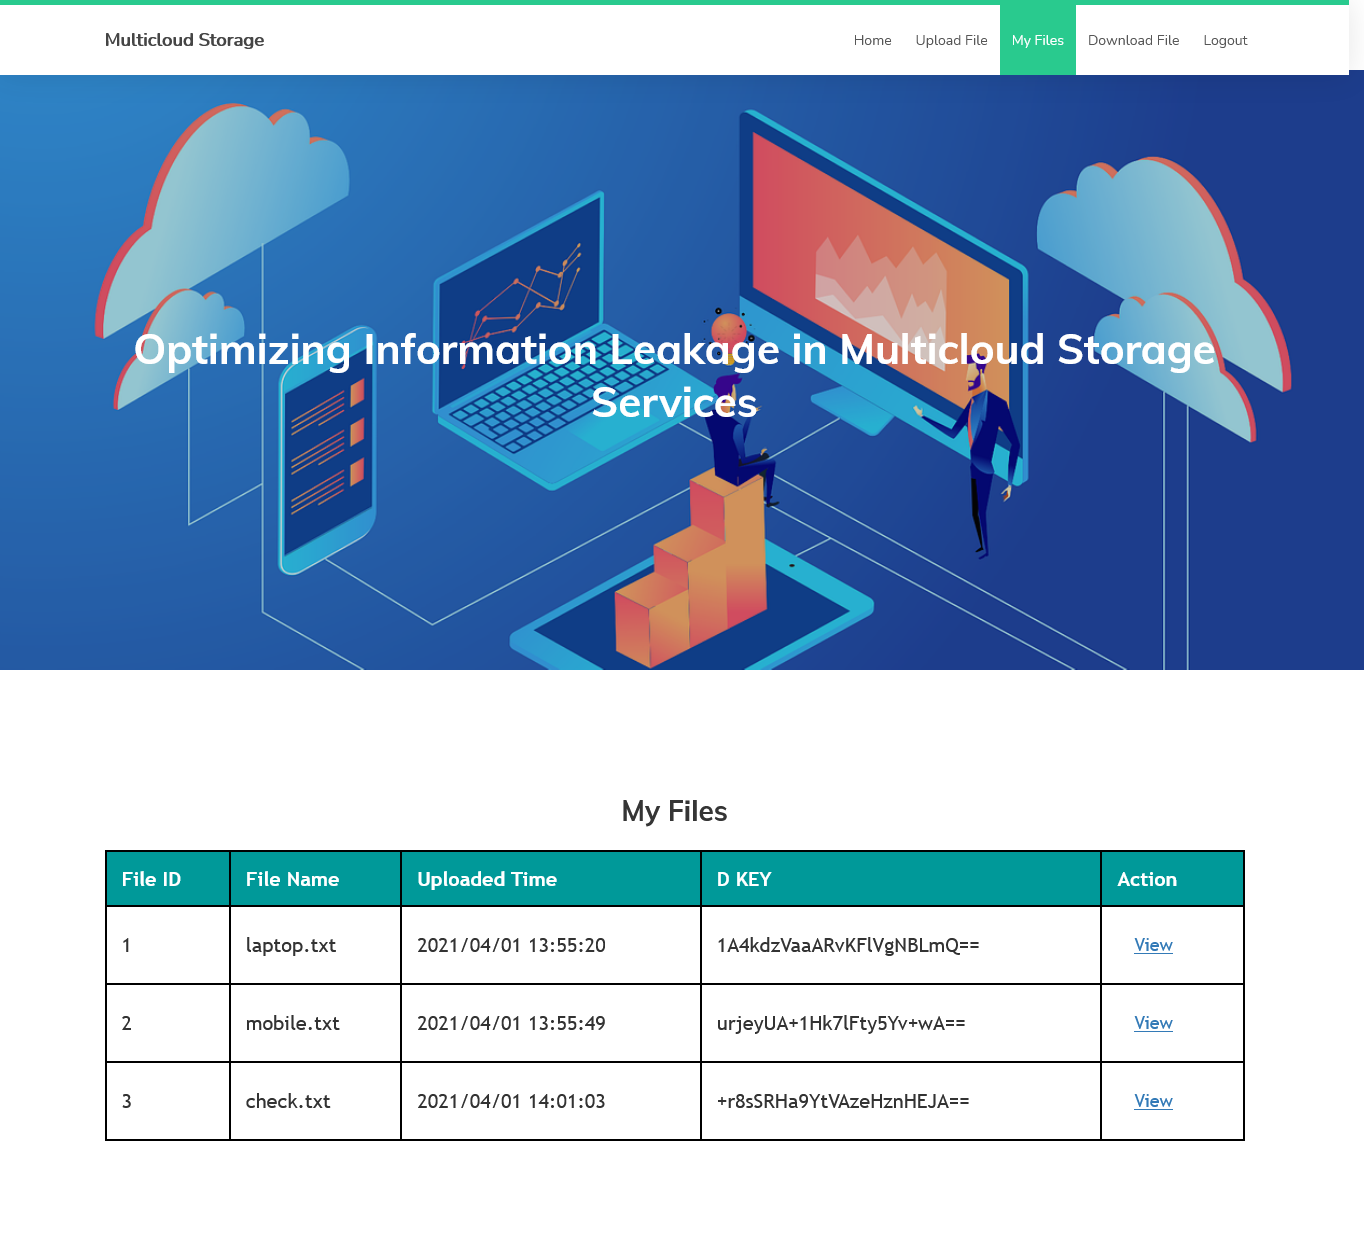 Multicloud Storage
Home Upload File My Files Download File Logout
Optimizing Information Leakage in Multicloud Storage
Services
My Files
File ID File Name Uploaded Time D KEY Action
1 laptop.txt 2021/04/01 13:55:20 1A4kdzVaaARvKFlVgNBLmQ== View
2 mobile.txt 2021/04/01 13:55:49 urjeyUA+1Hk7lFty5Yv+wA== View
3 check.txt 2021/04/01 14:01:03 +r8sSRHa9YtVAzeHznHEJA== View